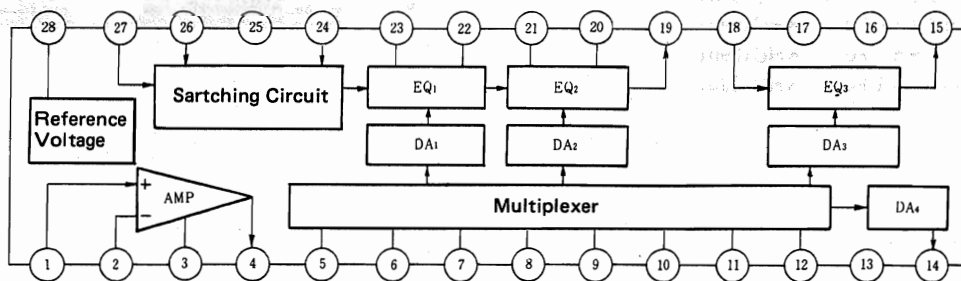 28 27 26 25 24 23 22 21 20 19 18 17 16 15
Sartching Circuit
EQ1
EQ2
EQ3
Reference
Voltage
DA1
DA2
DA3
+
AMP
−
Multiplexer
DA4
1 2 3 4 5 6 7 8 9 10 11 12 13 14